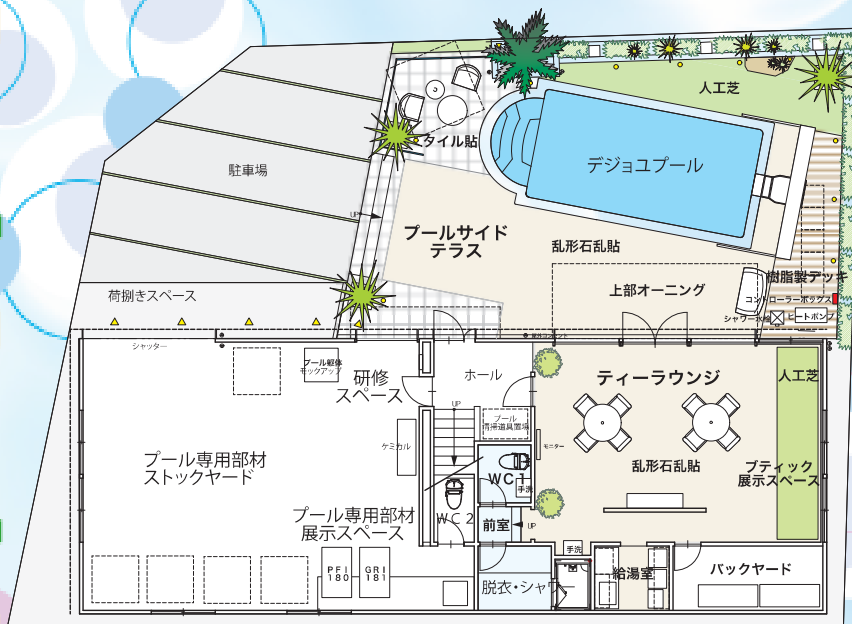 人工芝
タイル貼
デジョユプール
駐車場
UP
プールサイド
テラス
乱形石乱貼
樹脂製デッキ
荷捌きスペース
上部オーニング
コントローラーボックス
シャワー水栓
ヒートポンプ
シャッター
屋外コンセント
プール躯体
モックアップ
研修
スペース
ホール
ティーラウンジ
人工芝
UP
プール
清掃道具置場
ケミカル
モニター
プール専用部材
ストックヤード
乱形石乱貼
ブティック
展示スペース
WC1
手洗
プール専用部材
展示スペース
WC2
前室
UP
手洗
PFI
180
GRI
181
脱衣・シャワー
給湯室
バックヤード